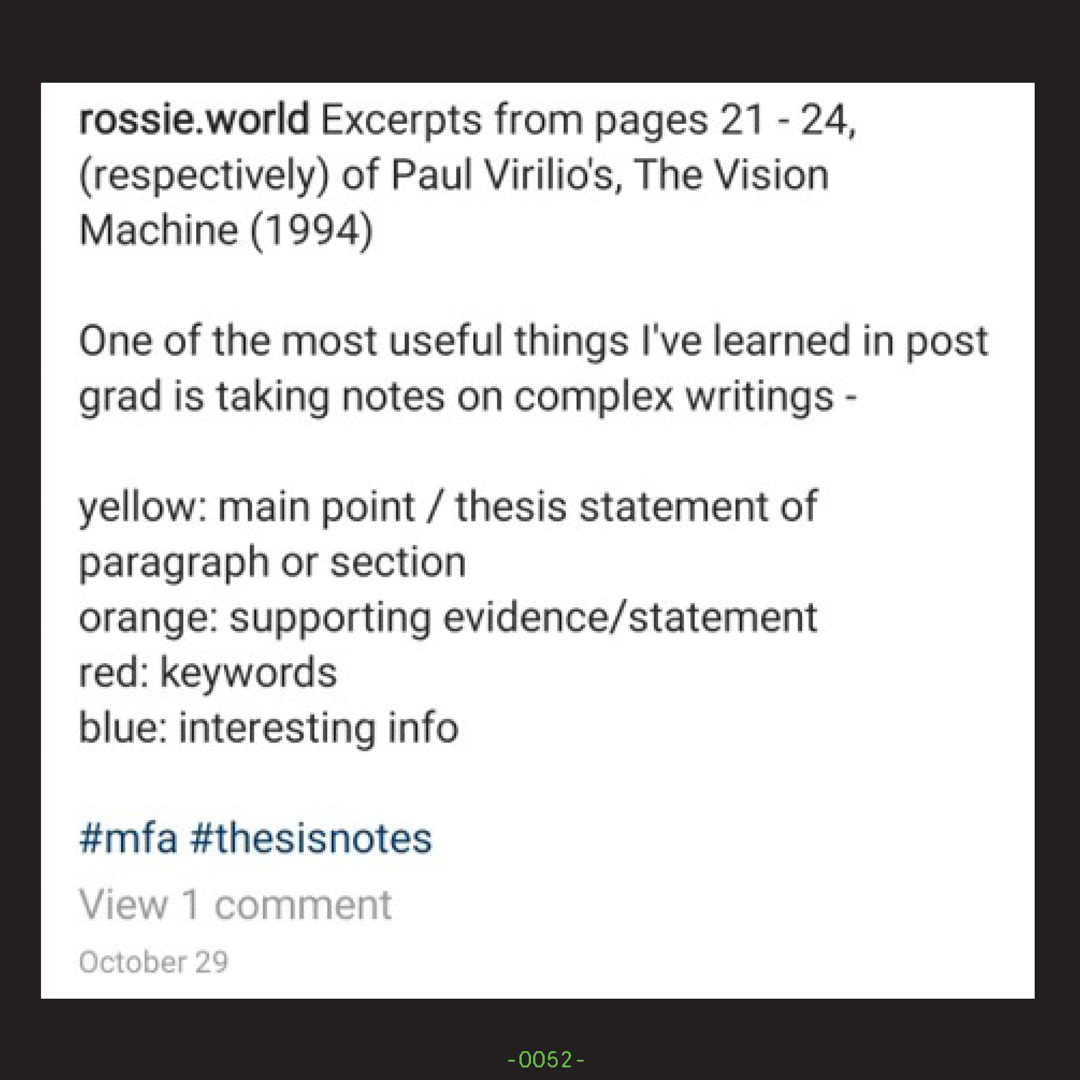 rossie.world Excerpts from pages 21 - 24,
(respectively) of Paul Virilio's, The Vision
Machine (1994)
One of the most useful things I've learned in post
grad is taking notes on complex writings -
yellow: main point / thesis statement of
paragraph or section
orange: supporting evidence/statement
red: keywords
blue: interesting info
#mfa #thesisnotes
View 1 comment
October 29
-0052-